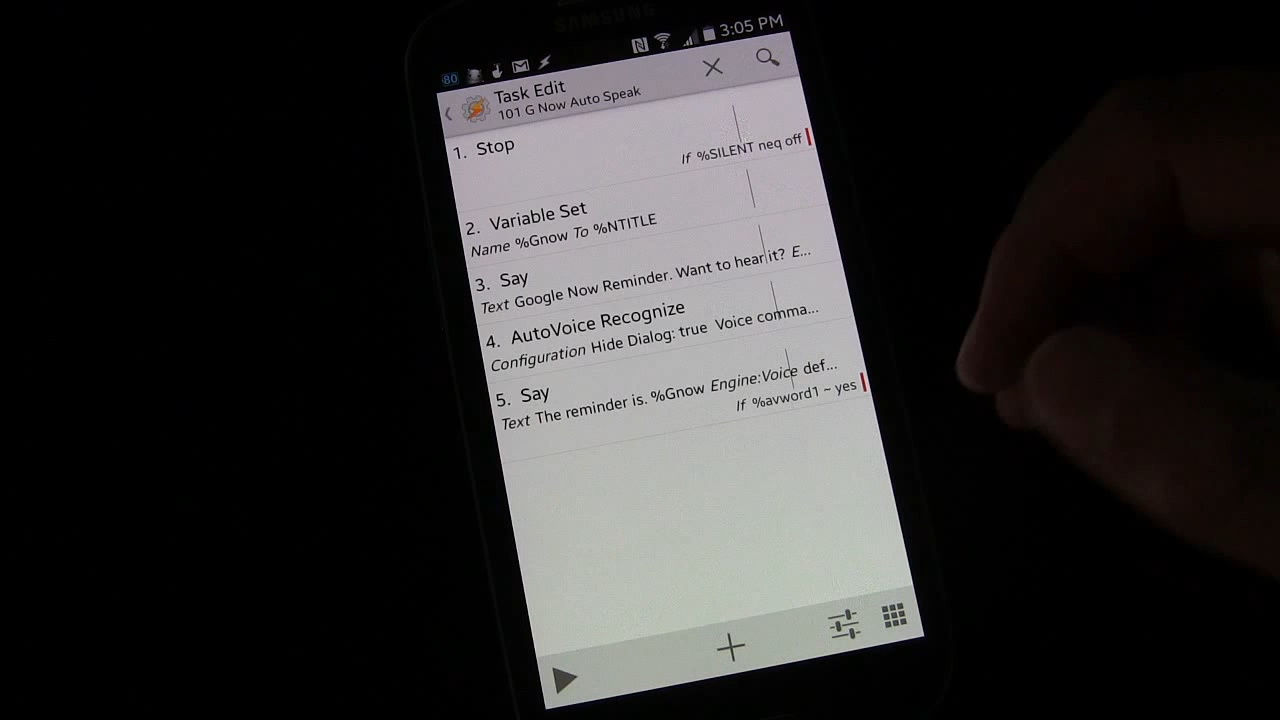 SAMSUNG
80
3:05 PM
Task Edit
101 G Now Auto Speak
1. Stop
If %SILENT neq off
2. Variable Set
Name %Gnow To %NTITLE
3. Say
Text Google Now Reminder. Want to hear it? E...
4. AutoVoice Recognize
Configuration Hide Dialog: true Voice comma...
5. Say
Text The reminder is. %Gnow Engine:Voice def...
If %avword1 ~ yes